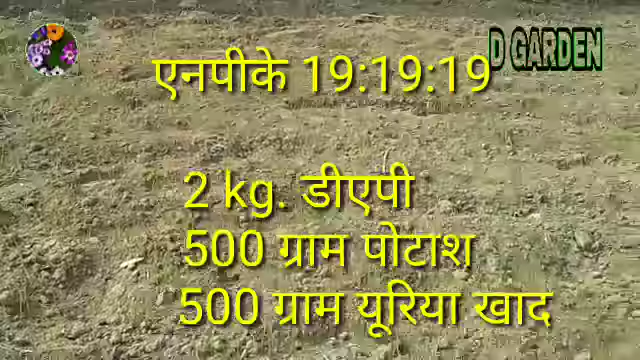 D GARDEN
एनपीके 19:19:19
2 kg. डीएपी
500 ग्राम पोटाश
500 ग्राम यूरिया खाद